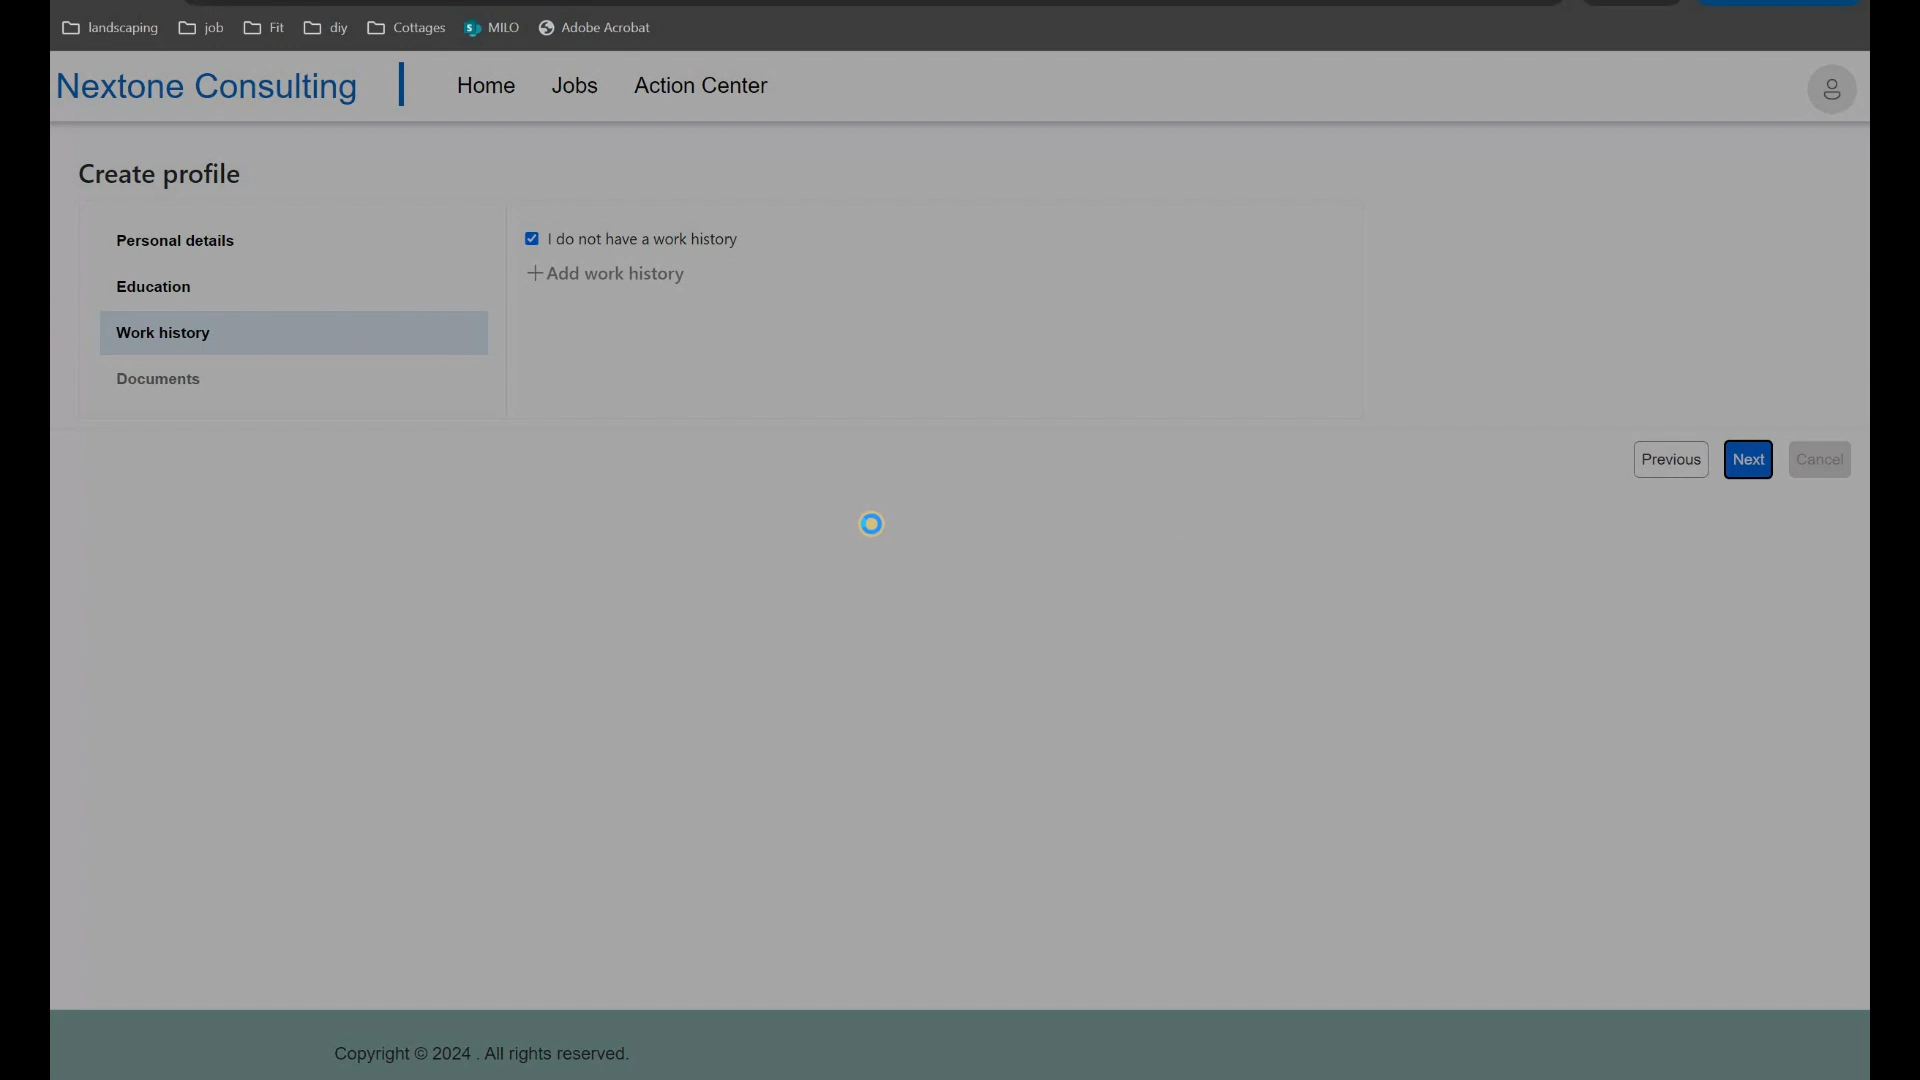 landscaping job Fit diy Cottages MILO Adobe Acrobat
Nextone Consulting Home Jobs Action Center
Create profile
Personal details
Education
Work history
Documents
I do not have a work history
Add work history
Previous Next Cancel
Copyright © 2024 . All rights reserved.